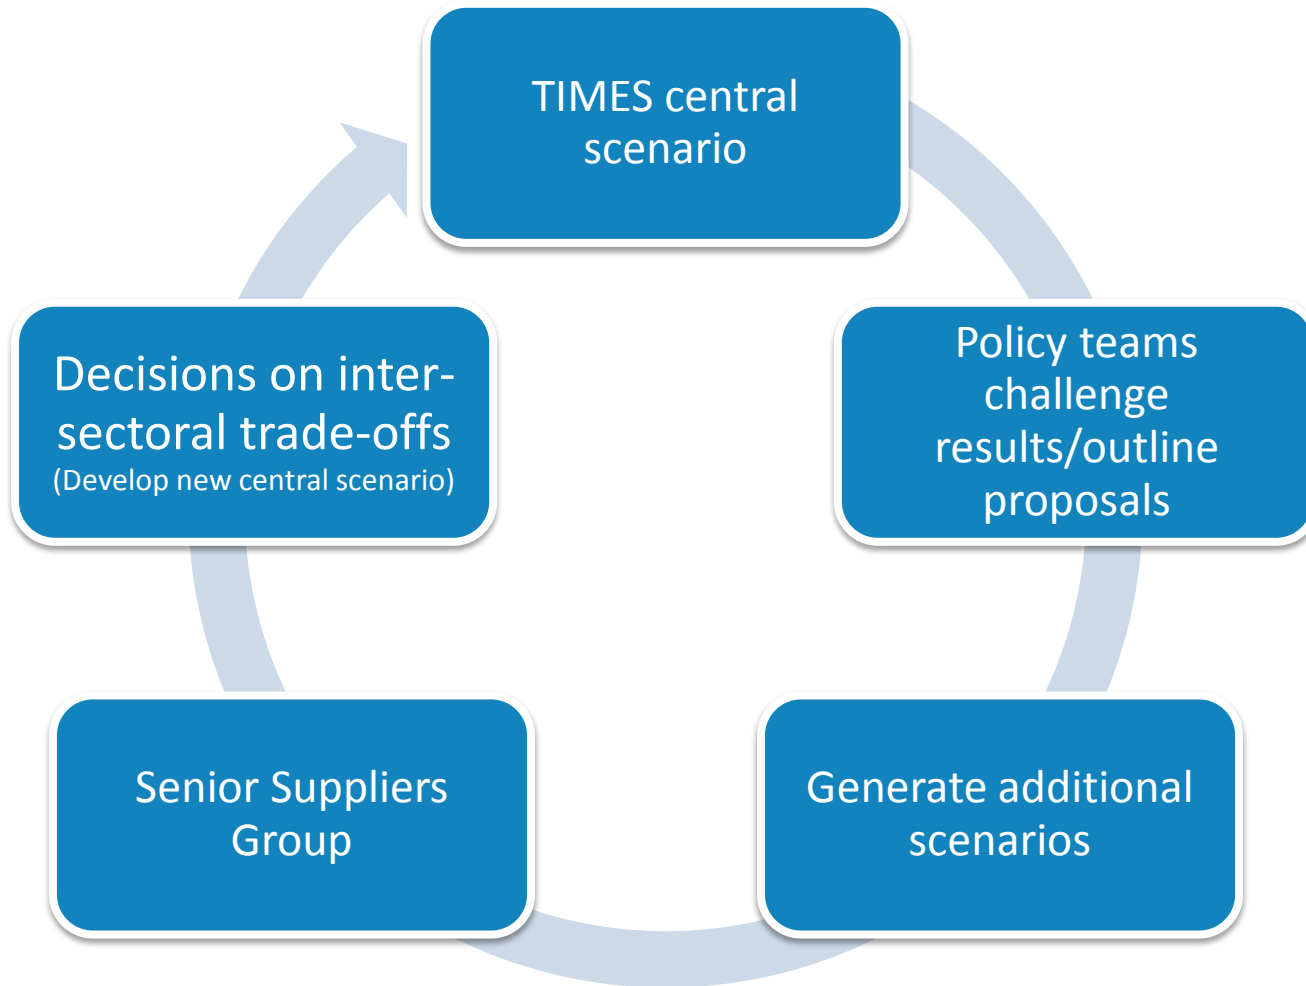 TIMES central
scenario
Policy teams
challenge
results/outline
proposals
Generate additional
scenarios
Senior Suppliers
Group
Decisions on inter-
sectoral trade-offs
(Develop new central scenario)